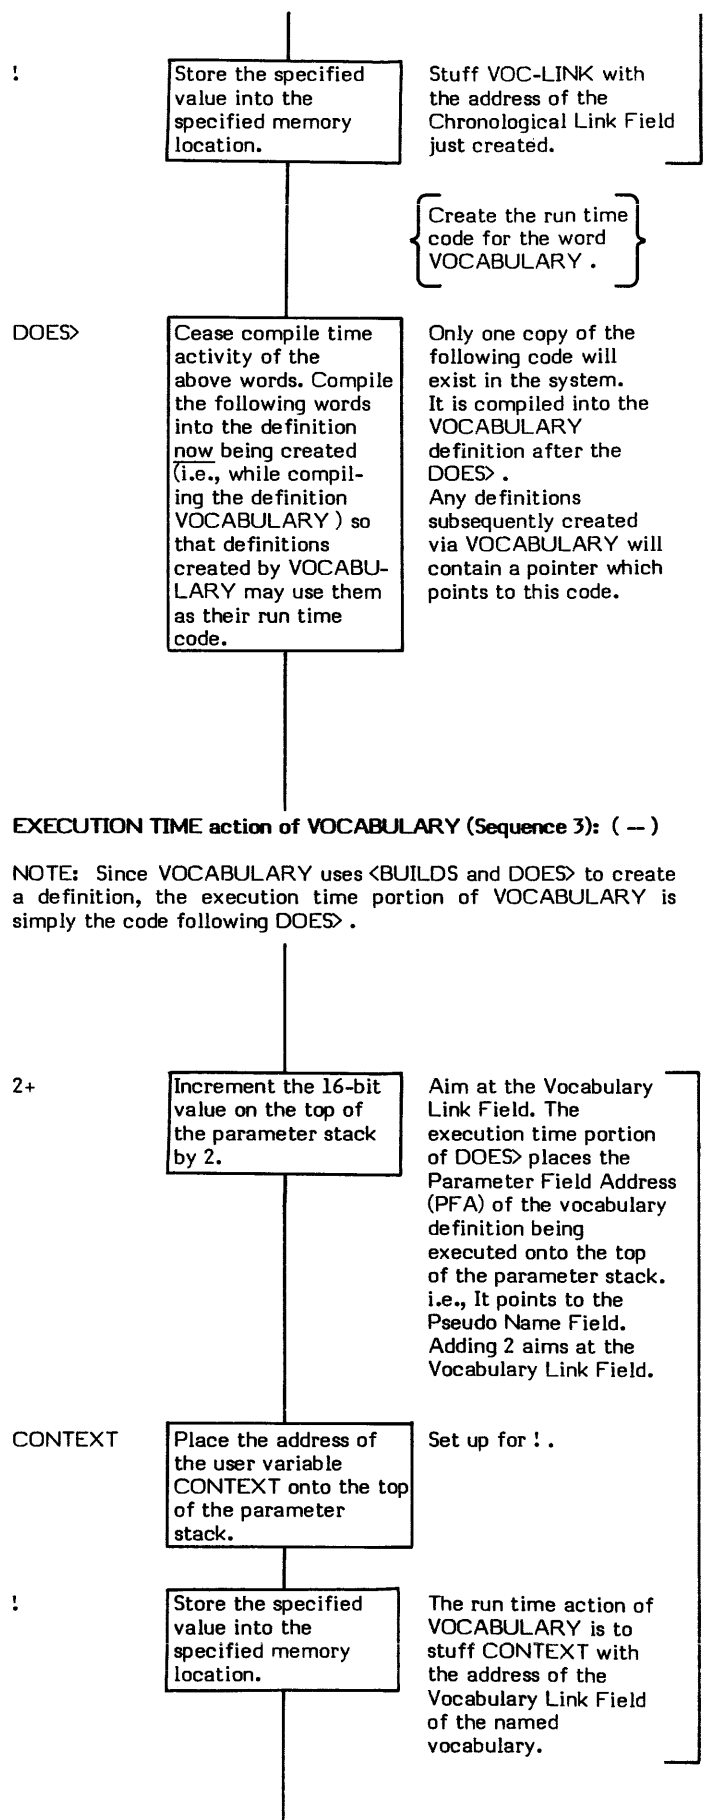 !
Store the specified
value into the
specified memory
location.
Stuff VOC-LINK with
the address of the
Chronological Link Field
just created.
Create the run time
code for the word
VOCABULARY .
DOES>
Cease compile time
activity of the
above words. Compile
the following words
into the definition
now being created
(i.e., while compil-
ing the definition
VOCABULARY ) so
that definitions
created by VOCABU-
LARY may use them
as their run time
code.
Only one copy of the
following code will
exist in the system.
It is compiled into the
VOCABULARY
definition after the
DOES> .
Any definitions
subsequently created
via VOCABULARY will
contain a pointer which
points to this code.
EXECUTION TIME action of VOCABULARY (Sequence 3): ( -- )
NOTE: Since VOCABULARY uses <BUILDS and DOES> to create
a definition, the execution time portion of VOCABULARY is
simply the code following DOES> .
2+
Increment the 16-bit
value on the top of
the parameter stack
by 2.
Aim at the Vocabulary
Link Field. The
execution time portion
of DOES> places the
Parameter Field Address
(PFA) of the vocabulary
definition being
executed onto the top
of the parameter stack.
i.e., It points to the
Pseudo Name Field.
Adding 2 aims at the
Vocabulary Link Field.
CONTEXT
Place the address of
the user variable
CONTEXT onto the top
of the parameter
stack.
Set up for ! .
!
Store the specified
value into the
specified memory
location.
The run time action of
VOCABULARY is to
stuff CONTEXT with
the address of the
Vocabulary Link Field
of the named
vocabulary.